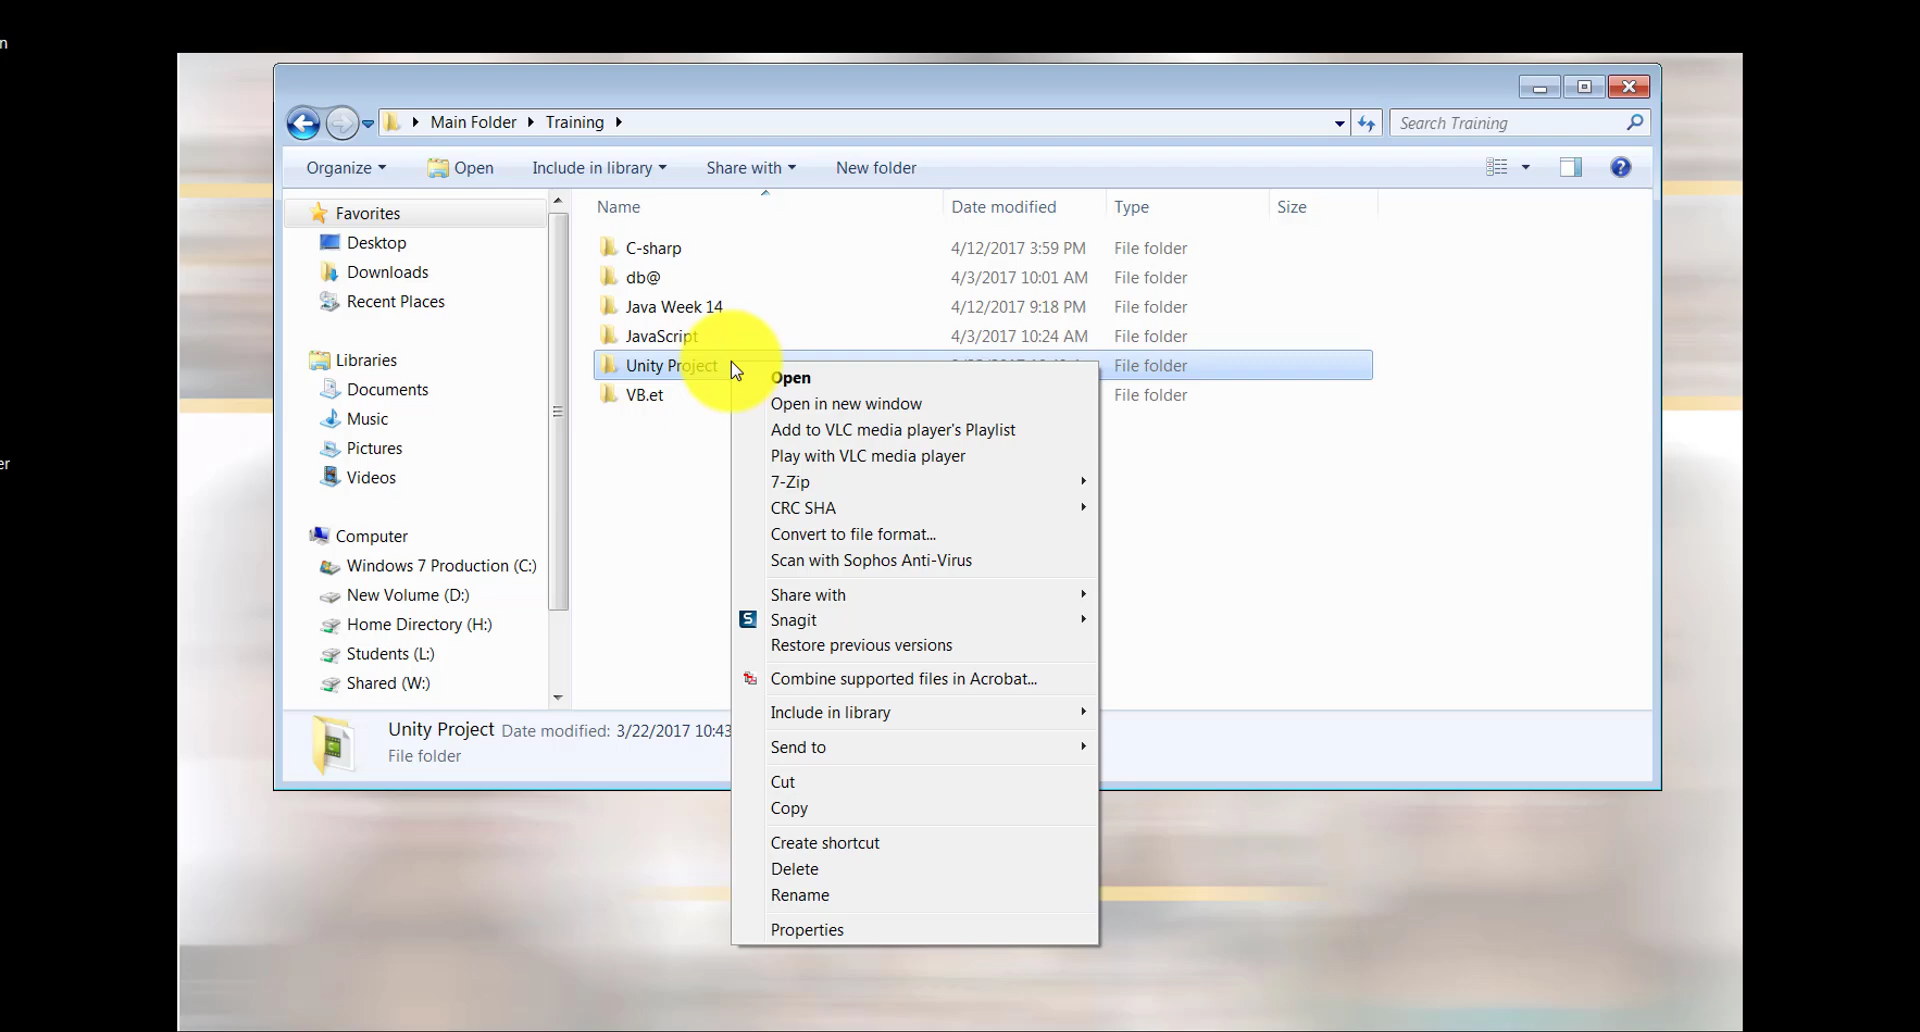 n
er
Main Folder Training
Search Training
Organize Open Include in library Share with New folder
Name Date modified Type Size
Favorites
Desktop
Downloads
Recent Places
Libraries
Documents
Music
Pictures
Videos
Computer
Windows 7 Production (C:)
New Volume (D:)
Home Directory (H:)
Students (L:)
Shared (W:)
C-sharp 4/12/2017 3:59 PM File folder
db@ 4/3/2017 10:01 AM File folder
Java Week 14 4/12/2017 9:18 PM File folder
JavaScript 4/3/2017 10:24 AM File folder
Unity Project File folder
VB.et File folder
Open
Open in new window
Add to VLC media player's Playlist
Play with VLC media player
7-Zip
CRC SHA
Convert to file format...
Scan with Sophos Anti-Virus
Share with
S Snagit
Restore previous versions
Combine supported files in Acrobat...
Include in library
Send to
Cut
Copy
Create shortcut
Delete
Rename
Properties
Unity Project Date modified: 3/22/2017 10:43
File folder